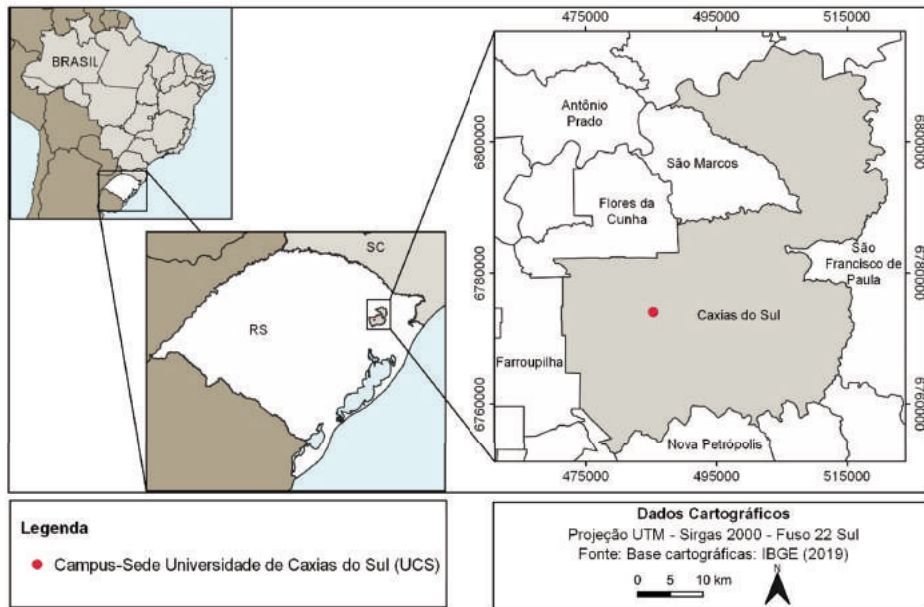 BRASIL
SC
RS
475000 495000 515000
Antônio
Prado
São Marcos
Flores da
Cunha
São
Francisco de
Paula
Caxias do Sul
Farroupilha
Nova Petrópolis
6800000
6780000
6760000
6800000
6780000
6760000
475000 495000 515000
Legenda
Campus-Sede Universidade de Caxias do Sul (UCS)
Dados Cartográficos
Projeção UTM - Sirgas 2000 - Fuso 22 Sul
Fonte: Base cartográficas: IBGE (2019)
0 5 10 km
N